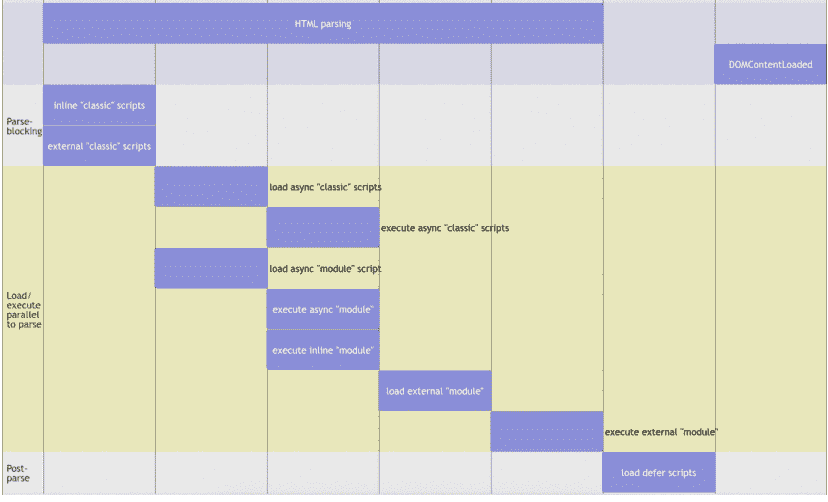 HTML parsing
DOMContentLoaded
Parse-
blocking
inline "classic" scripts
external "classic" scripts
Load/
execute
parallel
to parse
load async "classic" scripts
execute async "classic" scripts
load async "module" script
execute async "module"
execute inline "module"
load external "module"
execute external "module"
Post-
parse
load defer scripts